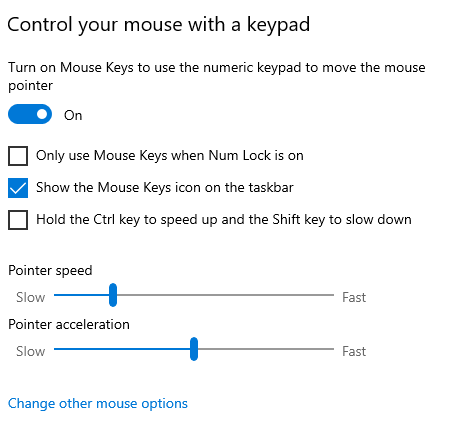 Control your mouse with a keypad
Turn on Mouse Keys to use the numeric keypad to move the mouse
pointer
On
Only use Mouse Keys when Num Lock is on
Show the Mouse Keys icon on the taskbar
Hold the Ctrl key to speed up and the Shift key to slow down
Pointer speed
Slow Fast
Pointer acceleration
Slow Fast
Change other mouse options